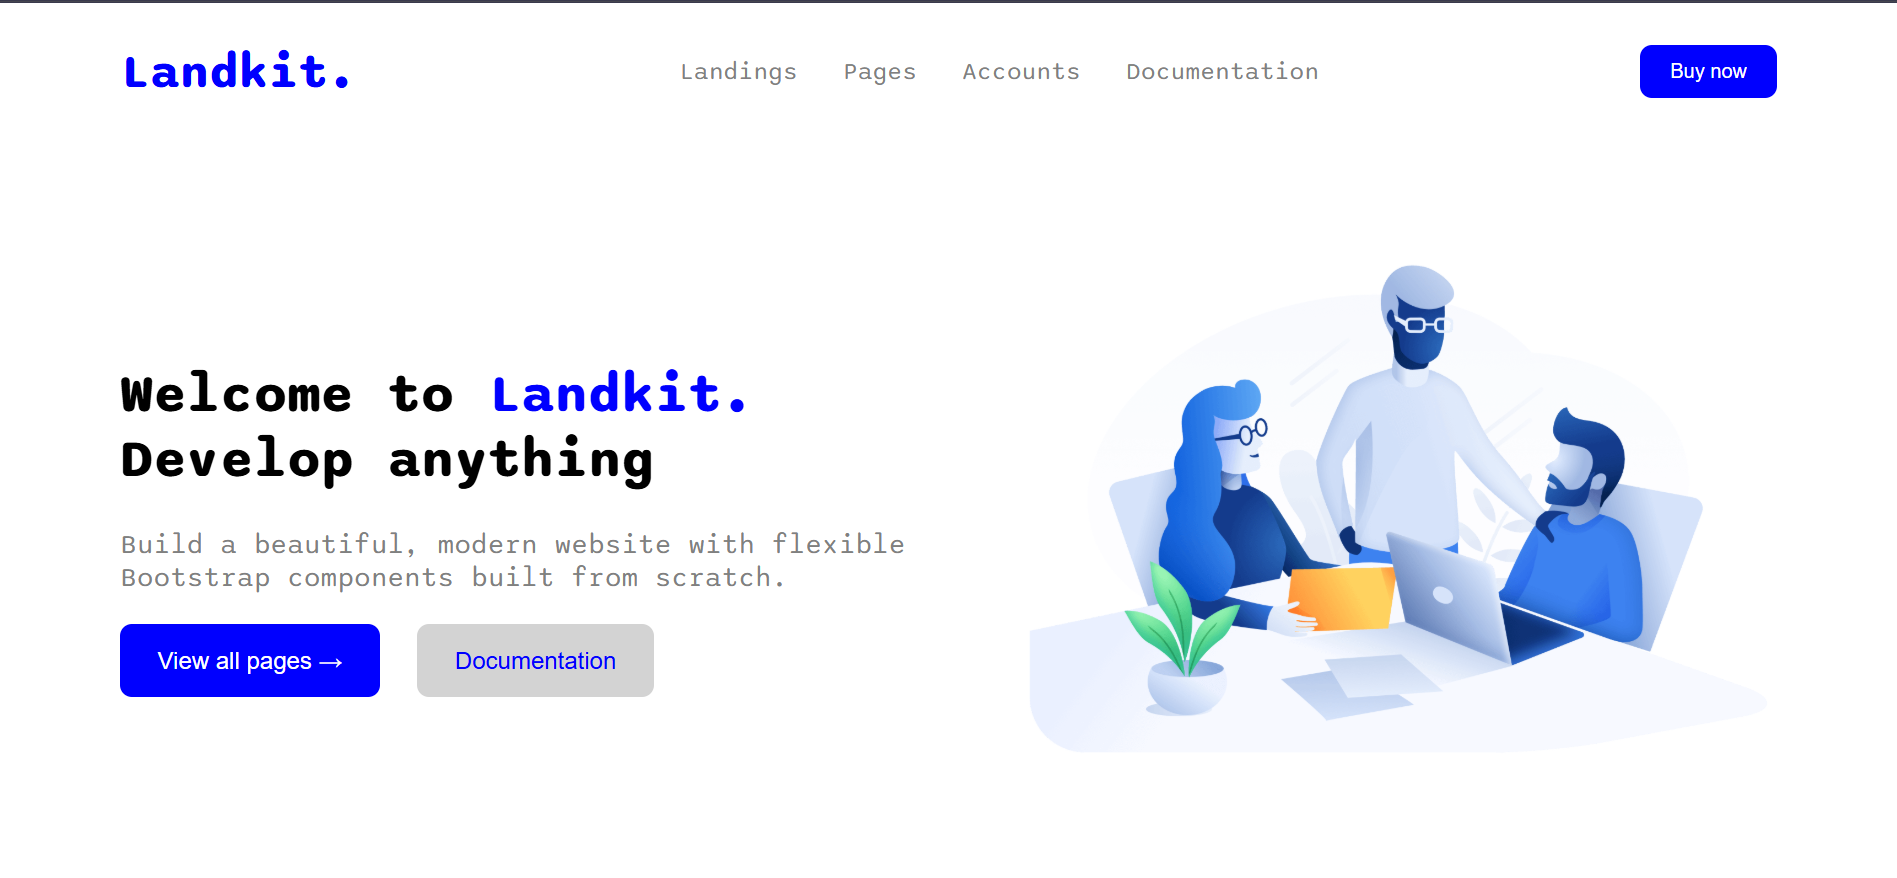 Landkit.
Landings Pages Accounts Documentation
Buy now
Welcome to Landkit.
Develop anything
Build a beautiful, modern website with flexible
Bootstrap components built from scratch.
View all pages →
Documentation